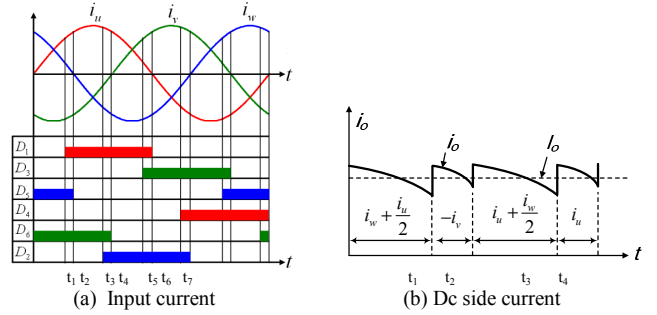 i_u i_v i_w
t
D_1
D_3
D_5
D_4
D_6
D_2
t
t_1 t_2 t_3 t_4 t_5 t_6 t_7
(a) Input current
i_o
i_o
I_o
i_w + i_u/2
-i_v
i_u + i_w/2
i_u
t
t_1 t_2 t_3 t_4
(b) Dc side current